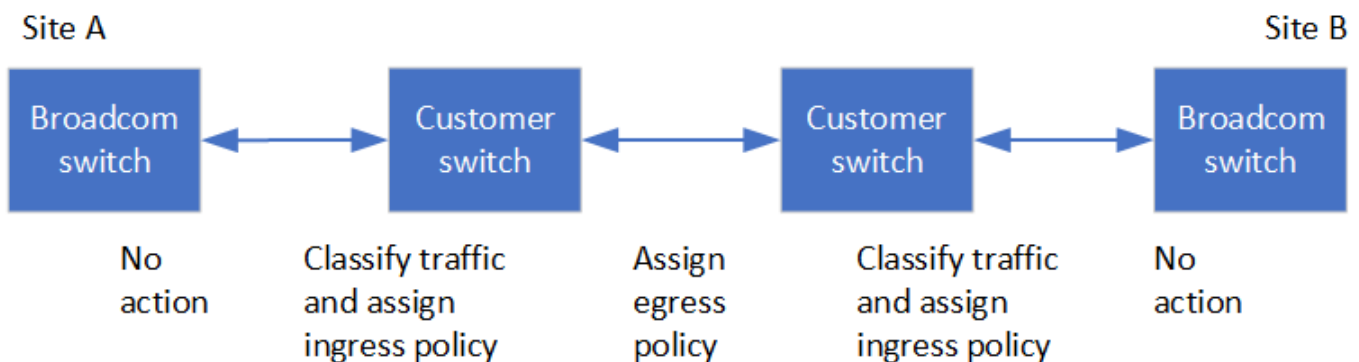 Site A
Site B
Broadcom
switch
Customer
switch
Customer
switch
Broadcom
switch
No
action
Classify traffic
and assign
ingress policy
Assign
egress
policy
Classify traffic
and assign
ingress policy
No
action